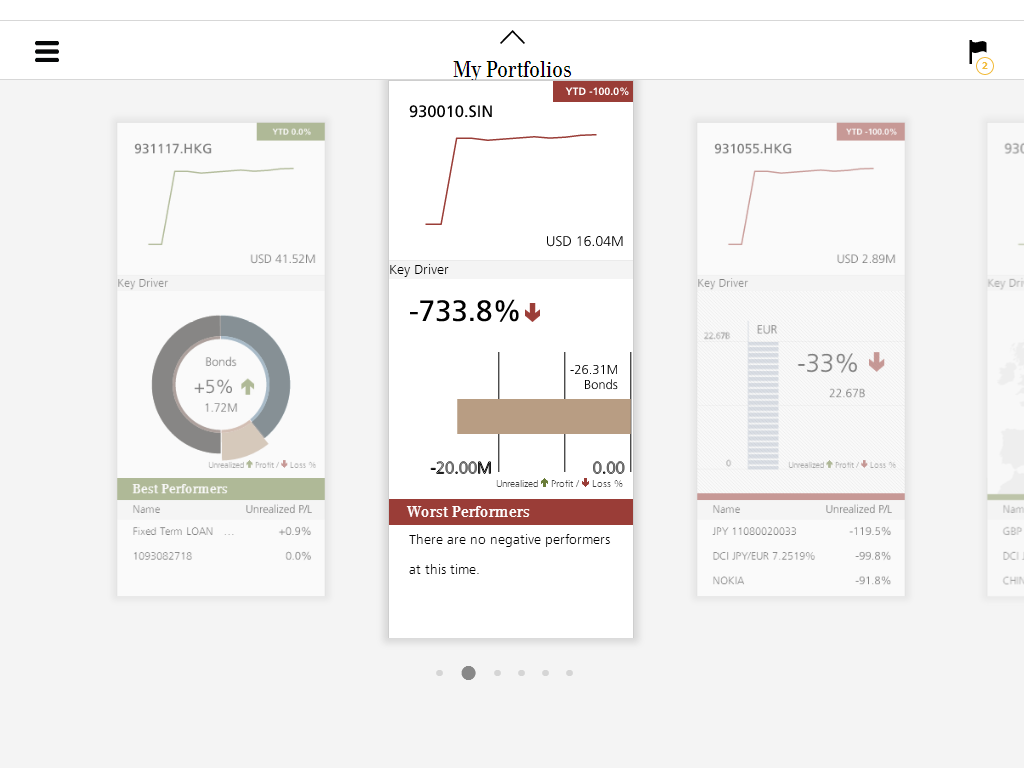 My Portfolios
2
YTD 0.0%
931117.HKG
USD 41.52M
Key Driver
Bonds
+5%
1.72M
Unrealized Profit / Loss %
Best Performers
Name Unrealized P/L
Fixed Term LOAN ... +0.9%
1093082718 0.0%
YTD -100.0%
930010.SIN
USD 16.04M
Key Driver
-733.8%
-26.31M
Bonds
-20.00M 0.00
Unrealized Profit / Loss %
Worst Performers
There are no negative performers
at this time.
YTD -100.0%
931055.HKG
USD 2.89M
Key Driver
EUR
22.67B
-33%
22.67B
0
Unrealized Profit / Loss %
Name Unrealized P/L
JPY 11080020033 -119.5%
DCI JPY/EUR 7.2519% -99.8%
NOKIA -91.8%
930
Key Dri
Nam
GBP
DCI
CHIN